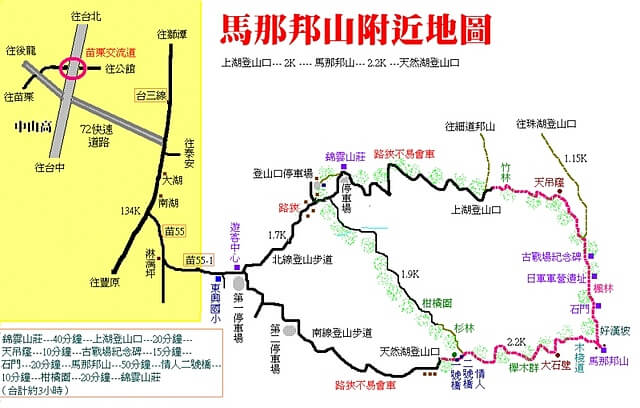 馬那邦山附近地圖
上湖登山口---2K ---- 馬那邦山---2.2K ---天然湖登山口
往台北
往後龍
苗栗交流道
往公館
往苗栗
中山高
往台中
72快速
道路
往獅潭
台三線
往泰安
大湖
南湖
134K
苗55
淋漓坪
往豐原
苗55-1
東興國小
遊客中心
第一停車場
第二停車場
1.7K
北線登山步道
南線登山步道
路狹
登山口停車場
錦雲山莊
停車場
路狹不易會車
往細道邦山
往珠湖登山口
竹林
1.15K
天吊窿
上湖登山口
古戰場紀念碑
日軍軍營遺址
楓林
石門
好漢坡
馬那邦山
木棧道
大石壁
櫸木群
2.2K
1.9K
柑橘園
杉林
天然湖登山口
一號橋
二號橋
情人
路狹不易會車
錦雲山莊---40分鐘---上湖登山口---20分鐘---
天吊窿---10分鐘---古戰場紀念碑---15分鐘---
石門---20分鐘---馬那邦山---50分鐘---情人二號橋---
10分鐘---柑橘園---20分鐘---錦雲山莊
（合計約3小時）